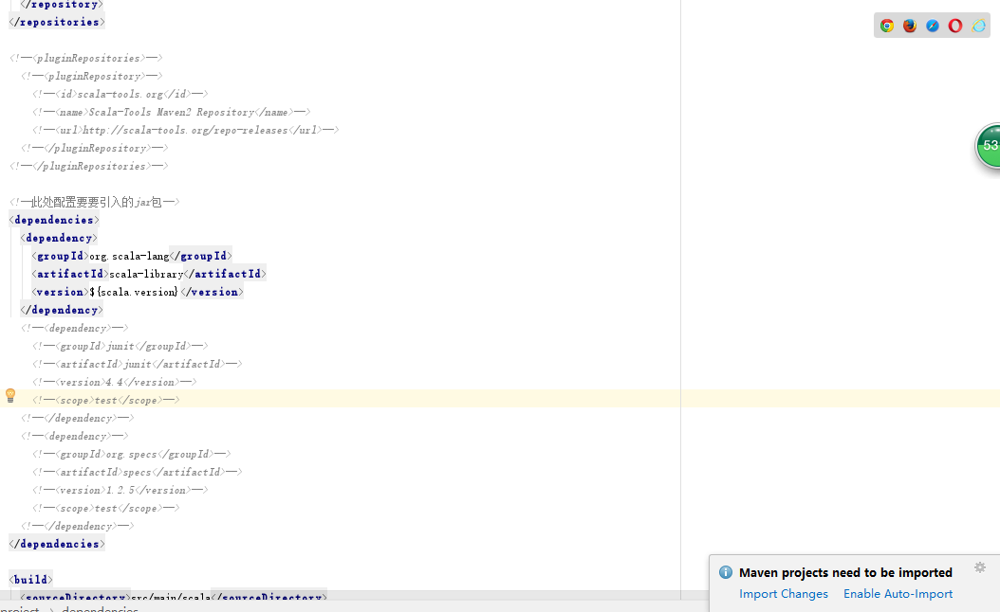 </repository>
</repositories>
<!--<pluginRepositories>-->
<!--<pluginRepository>-->
<!--<id>scala-tools.org</id>-->
<!--<name>Scala-Tools Maven2 Repository</name>-->
<!--<url>http://scala-tools.org/repo-releases</url>-->
<!--</pluginRepository>-->
<!--</pluginRepositories>-->
<!--此处配置要要引入的jar包-->
<dependencies>
<dependency>
<groupId>org.scala-lang</groupId>
<artifactId>scala-library</artifactId>
<version>${scala.version}</version>
</dependency>
<!--<dependency>-->
<!--<groupId>junit</groupId>-->
<!--<artifactId>junit</artifactId>-->
<!--<version>4.4</version>-->
<!--<scope>test</scope>-->
<!--</dependency>-->
<!--<dependency>-->
<!--<groupId>org.specs</groupId>-->
<!--<artifactId>specs</artifactId>-->
<!--<version>1.2.5</version>-->
<!--<scope>test</scope>-->
<!--</dependency>-->
</dependencies>
<build>
<sourceDirectory>src/main/scala</sourceDirectory>
project > dependencies
53
Maven projects need to be imported
Import Changes Enable Auto-Import